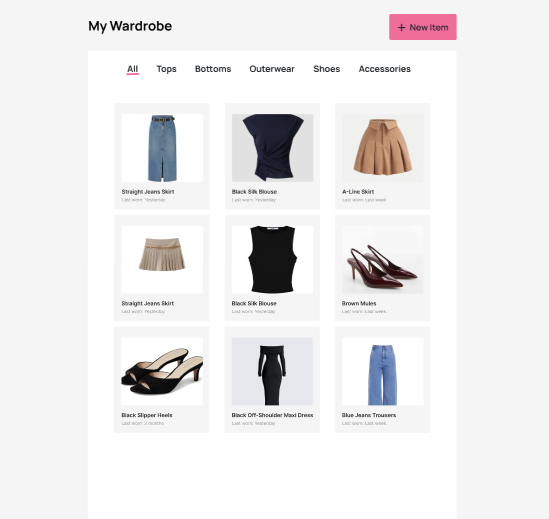 My Wardrobe
+ New Item
All Tops Bottoms Outerwear Shoes Accessories
Straight Jeans Skirt
Last worn: Yesterday
Black Silk Blouse
Last worn: Yesterday
A-Line Skirt
Last worn: Last week
Straight Jeans Skirt
Last worn: Yesterday
Black Silk Blouse
Last worn: Yesterday
Brown Mules
Last worn: Last week
Black Slipper Heels
Last worn: 2 months
Black Off-Shoulder Maxi Dress
Last worn: Yesterday
Blue Jeans Trousers
Last worn: Last week